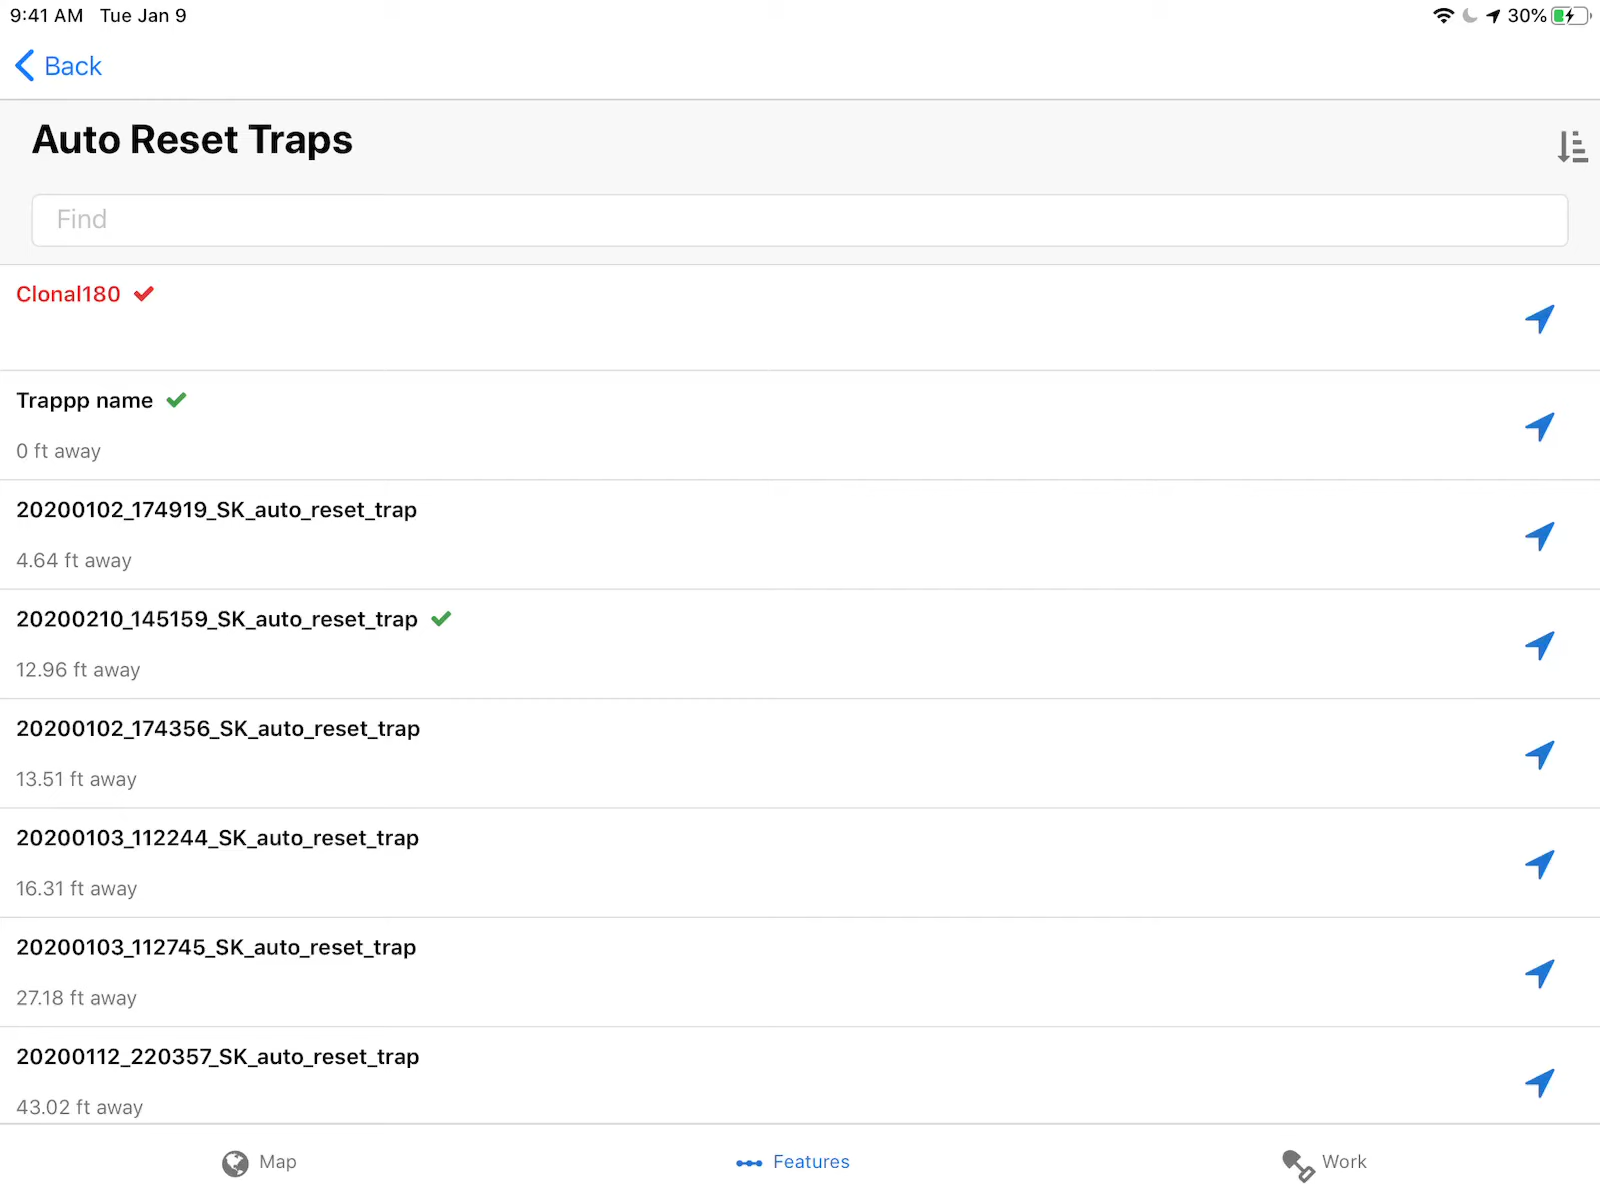 9:41 AM Tue Jan 9 30%
Back
Auto Reset Traps
Find
Clonal180
Trappp name
0 ft away
20200102_174919_SK_auto_reset_trap
4.64 ft away
20200210_145159_SK_auto_reset_trap
12.96 ft away
20200102_174356_SK_auto_reset_trap
13.51 ft away
20200103_112244_SK_auto_reset_trap
16.31 ft away
20200103_112745_SK_auto_reset_trap
27.18 ft away
20200112_220357_SK_auto_reset_trap
43.02 ft away
Map Features Work